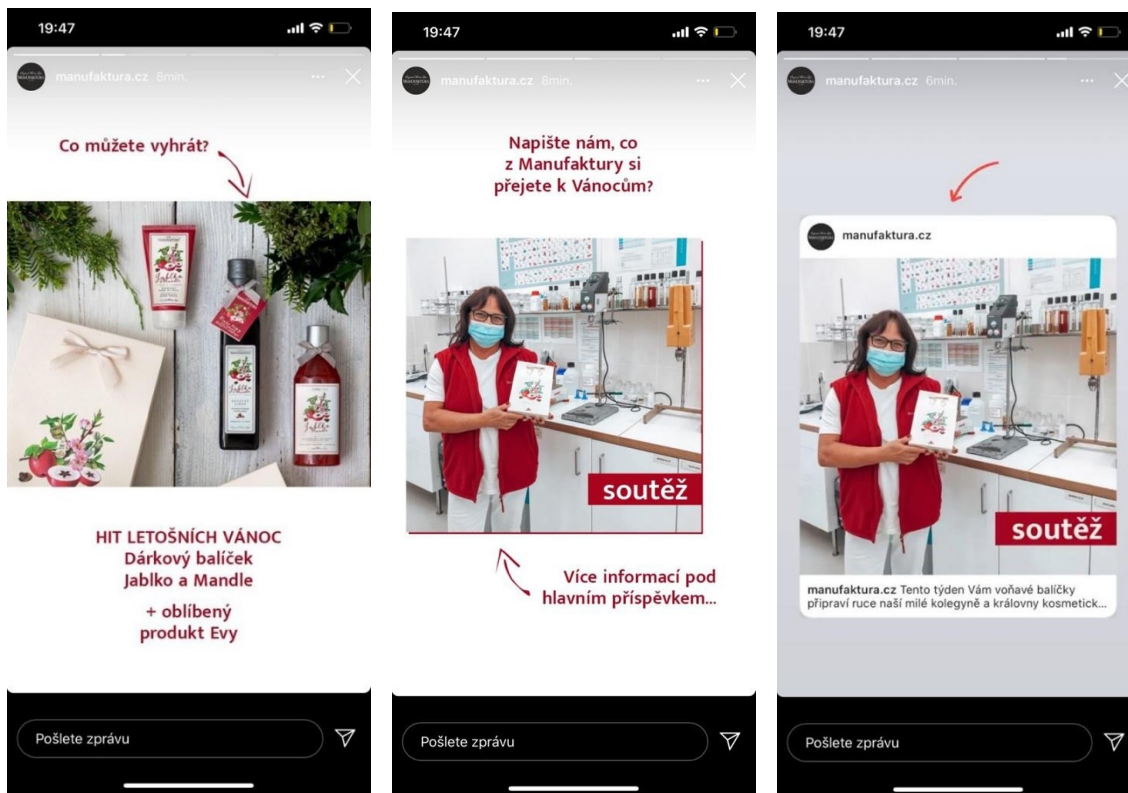 19:47
manufaktura.cz 8min.
Co můžete vyhrát?
Jablko
Jablko
Jablko
HIT LETOŠNÍCH VÁNOC
Dárkový balíček
Jablko a Mandle
+ oblíbený
produkt Evy
Pošlete zprávu
19:47
manufaktura.cz 8min.
Napište nám, co
z Manufaktury si
přejete k Vánocům?
soutěž
Více informací pod
hlavním příspěvkem...
Pošlete zprávu
19:47
manufaktura.cz 6min.
manufaktura.cz
soutěž
manufaktura.cz Tento týden Vám voňavé balíčky
připraví ruce naší milé kolegyně a královny kosmetick...
Pošlete zprávu